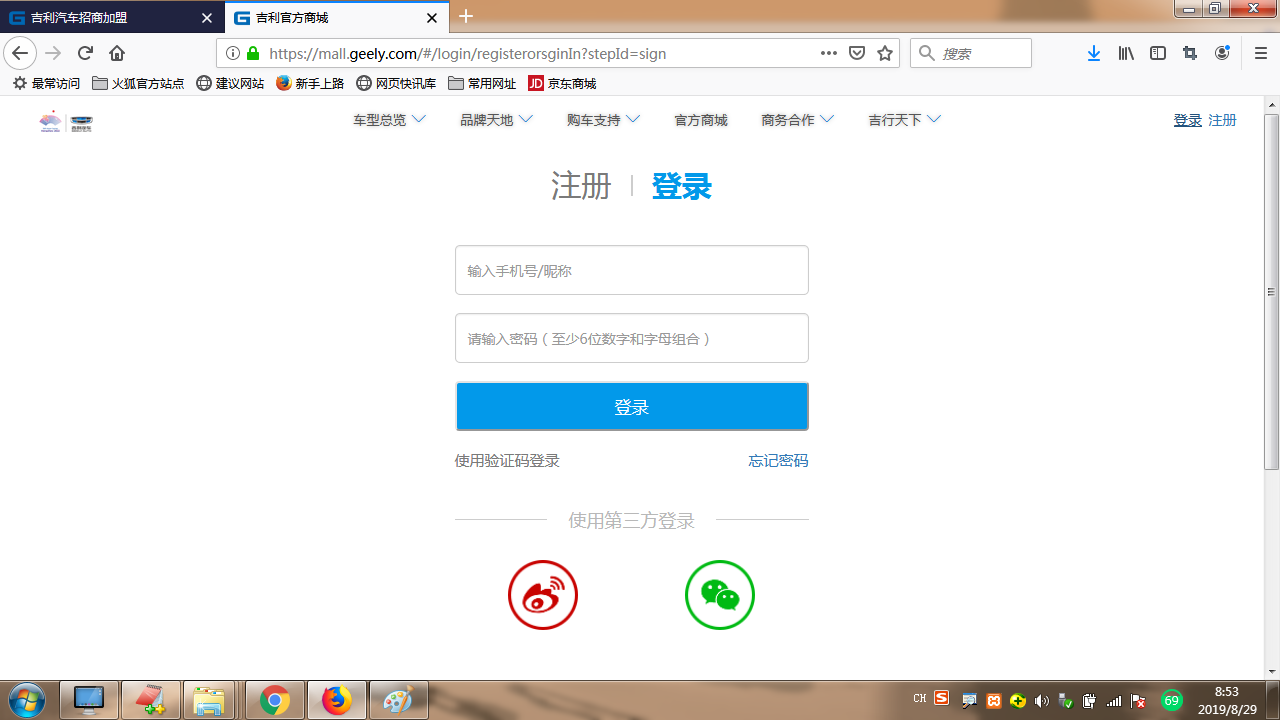 吉利汽车招商加盟
吉利官方商城
https://mall.geely.com/#/login/registerorsginIn?stepId=sign
搜索
最常访问 火狐官方站点 建议网站 新手上路 网页快讯库 常用网址 JD 京东商城
车型总览 品牌天地 购车支持 官方商城 商务合作 吉行天下 登录 注册
注册 登录
输入手机号/昵称
请输入密码（至少6位数字和字母组合）
登录
使用验证码登录 忘记密码
使用第三方登录
CH
69
8:53
2019/8/29